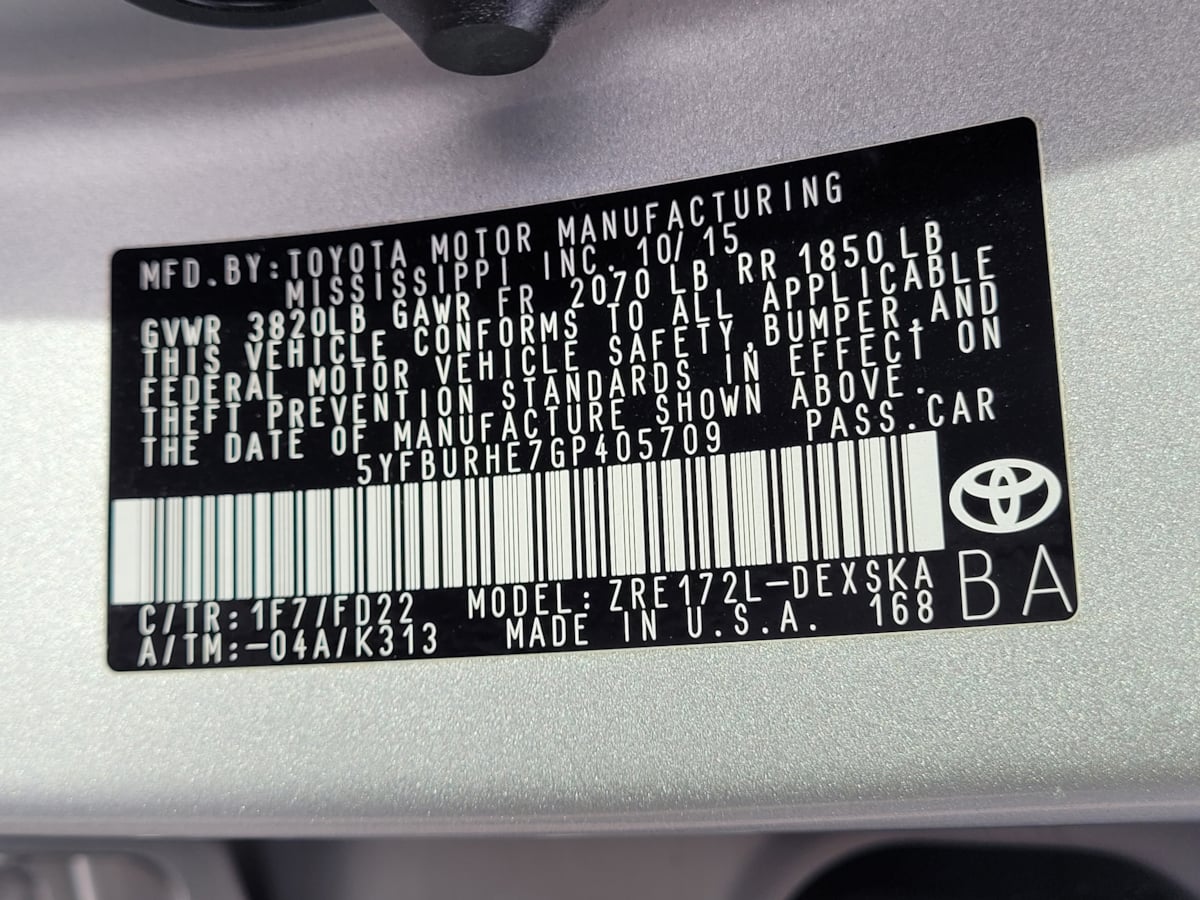 MFD.BY:TOYOTA MOTOR MANUFACTURING
MISSISSIPPI INC. 10/15
GVWR 3820LB GAWR FR 2070 LB RR 1850 LB
THIS VEHICLE CONFORMS TO ALL APPLICABLE
FEDERAL MOTOR VEHICLE SAFETY,BUMPER,AND
THEFT PREVENTION STANDARDS IN EFFECT ON
THE DATE OF MANUFACTURE SHOWN ABOVE.
5YFBURHE7GP405709 PASS.CAR
C/TR:1F7/FD22 MODEL:ZRE172L-DEXSKA
A/TM:-04A/K313 MADE IN U.S.A. 168
BA